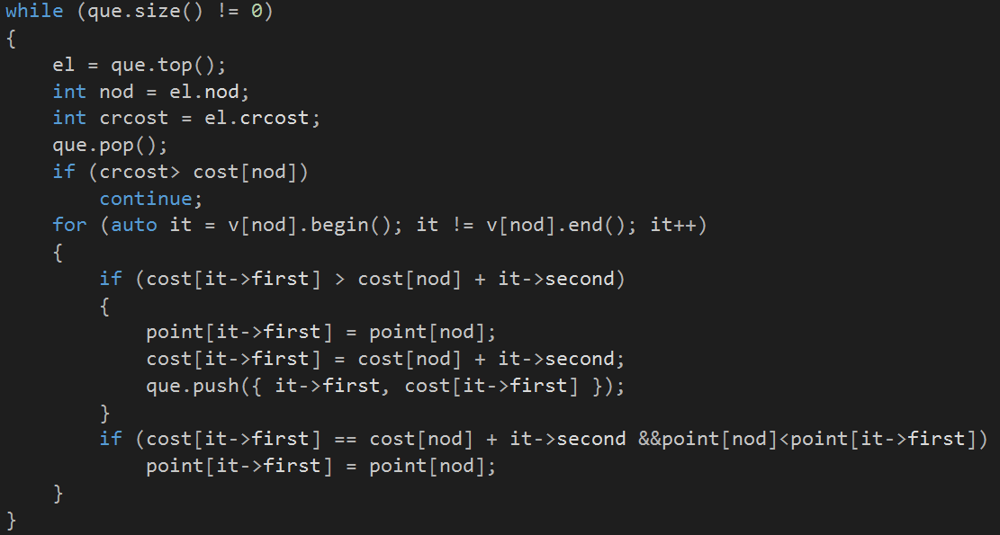 while (que.size() != 0)
{
    el = que.top();
    int nod = el.nod;
    int crcost = el.crcost;
    que.pop();
    if (crcost> cost[nod])
        continue;
    for (auto it = v[nod].begin(); it != v[nod].end(); it++)
    {
        if (cost[it->first] > cost[nod] + it->second)
        {
            point[it->first] = point[nod];
            cost[it->first] = cost[nod] + it->second;
            que.push({ it->first, cost[it->first] });
        }
        if (cost[it->first] == cost[nod] + it->second &&point[nod]<point[it->first])
            point[it->first] = point[nod];
    }
}